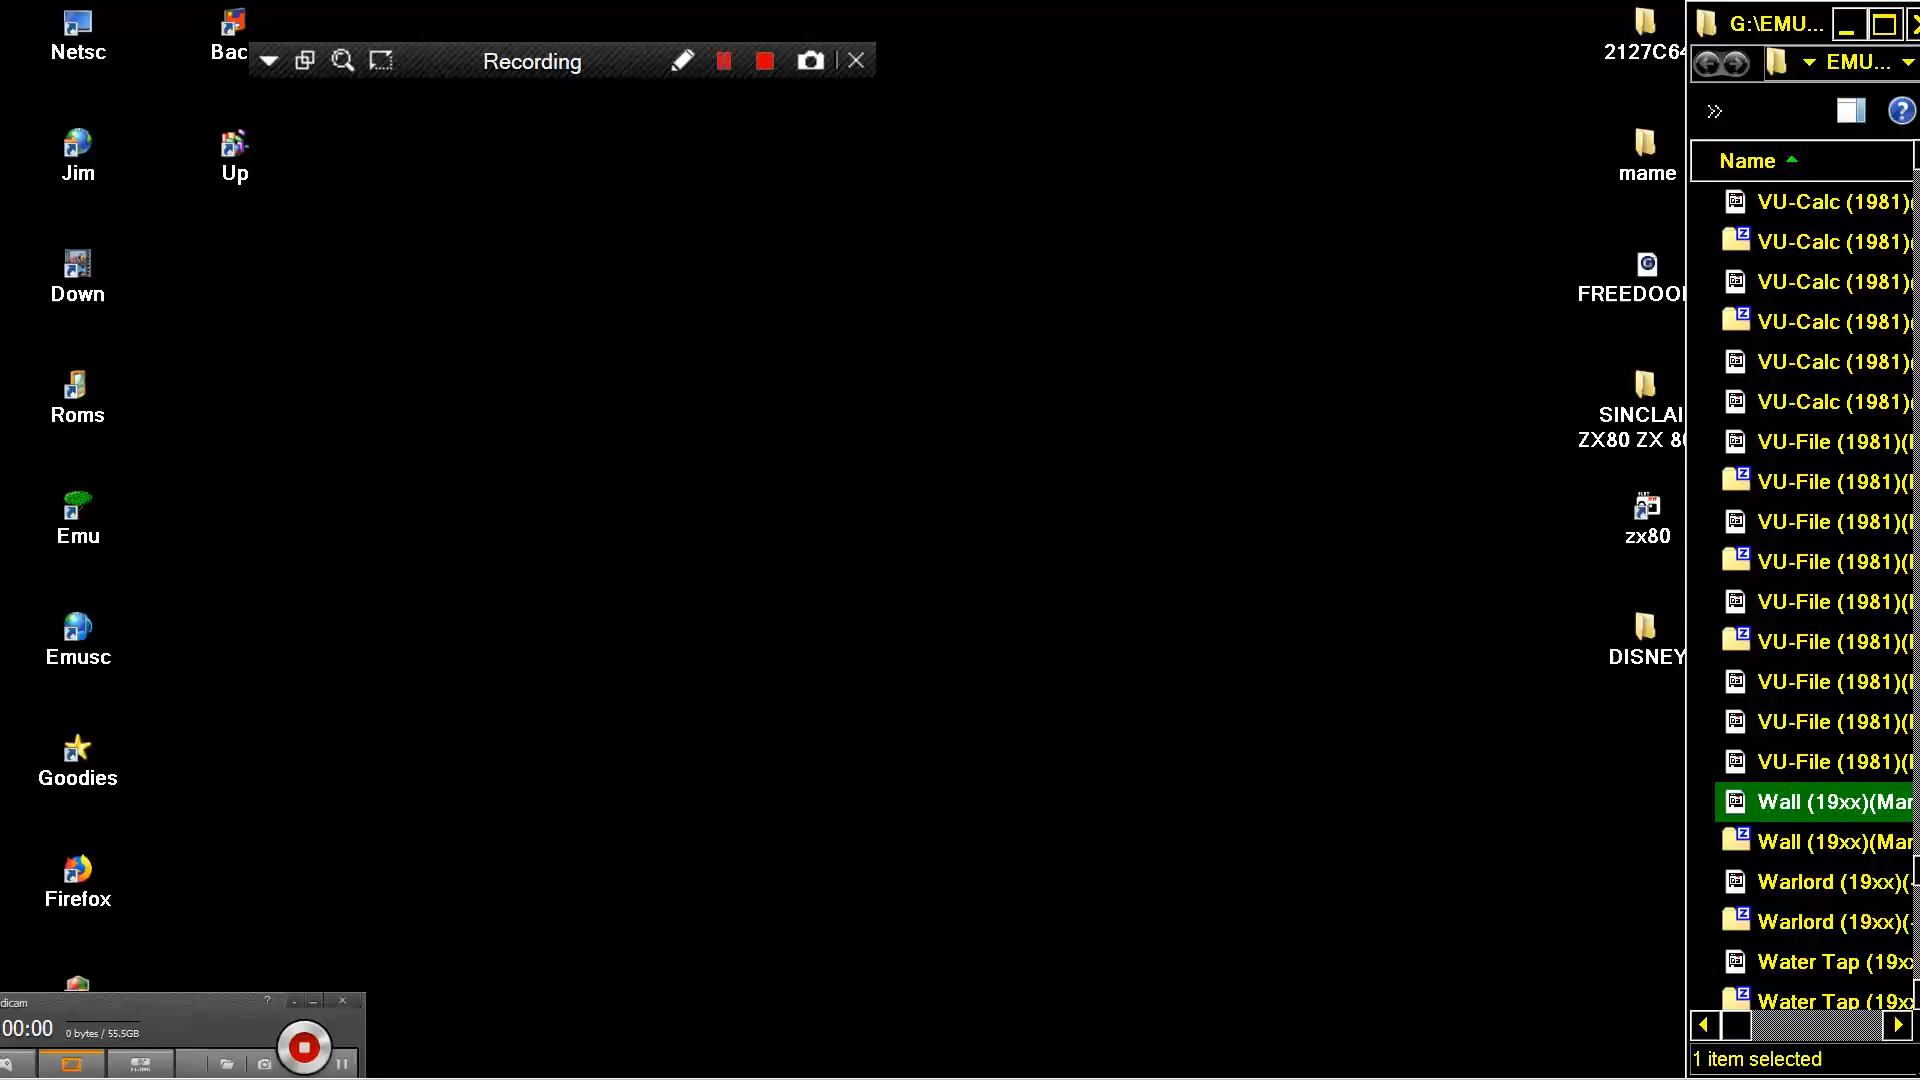 Netsc
Bac
Recording
2127C64
G:\EMU...
EMU...
Jim
Up
mame
Name
VU-Calc (1981)(
VU-Calc (1981)(
VU-Calc (1981)(
VU-Calc (1981)(
VU-Calc (1981)(
VU-Calc (1981)(
VU-File (1981)(
VU-File (1981)(
VU-File (1981)(
VU-File (1981)(
VU-File (1981)(
VU-File (1981)(
VU-File (1981)(
VU-File (1981)(
VU-File (1981)(
Wall (19xx)(Mar
Wall (19xx)(Mar
Warlord (19xx)(-
Warlord (19xx)(-
Water Tap (19xx
Water Tap (19xx
1 item selected
Down
FREEDOO
Roms
SINCLAI
ZX80 ZX 8
Emu
zx80
Emusc
DISNEY
Goodies
Firefox
dicam
00:00
0 bytes / 55.5GB